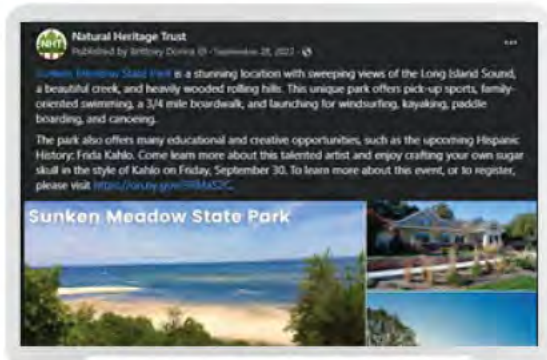 NHT
Natural Heritage Trust
Published by Brittney Donna · September 28, 2022 ·
Sunken Meadow State Park is a stunning location with sweeping views of the Long Island Sound,
a beautiful creek, and heavily wooded rolling hills. This unique park offers pick-up sports, family-
oriented swimming, a 3/4 mile boardwalk, and launching for windsurfing, kayaking, paddle
boarding, and canoeing.
The park also offers many educational and creative opportunities, such as the upcoming Hispanic
History: Frida Kahlo. Come learn more about this talented artist and enjoy crafting your own sugar
skull in the style of Kahlo on Friday, September 30. To learn more about this event, or to register,
please visit
Sunken Meadow State Park